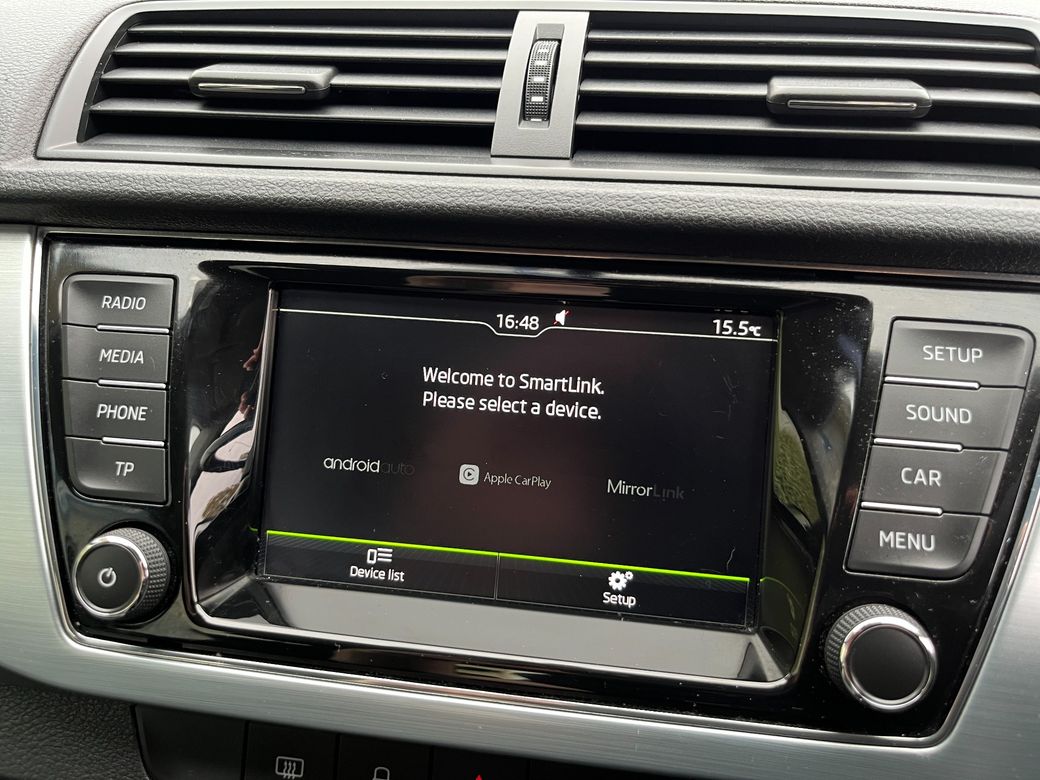 RADIO
MEDIA
PHONE
TP
16:48
15.5°C
Welcome to SmartLink.
Please select a device.
androidauto
Apple CarPlay
MirrorLink
Device list
Setup
SETUP
SOUND
CAR
MENU